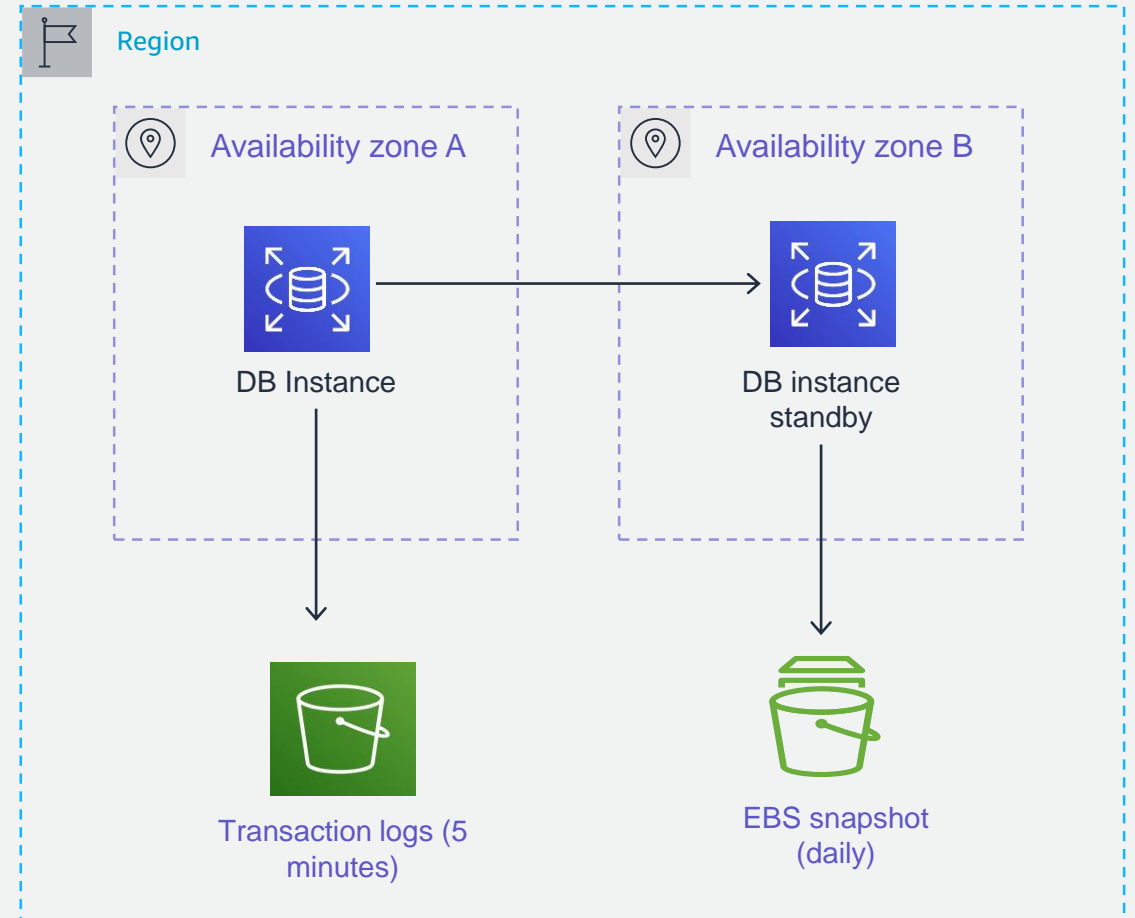 Region
Availability zone A
Availability zone B
DB Instance
DB instance
standby
Transaction logs (5
minutes)
EBS snapshot
(daily)